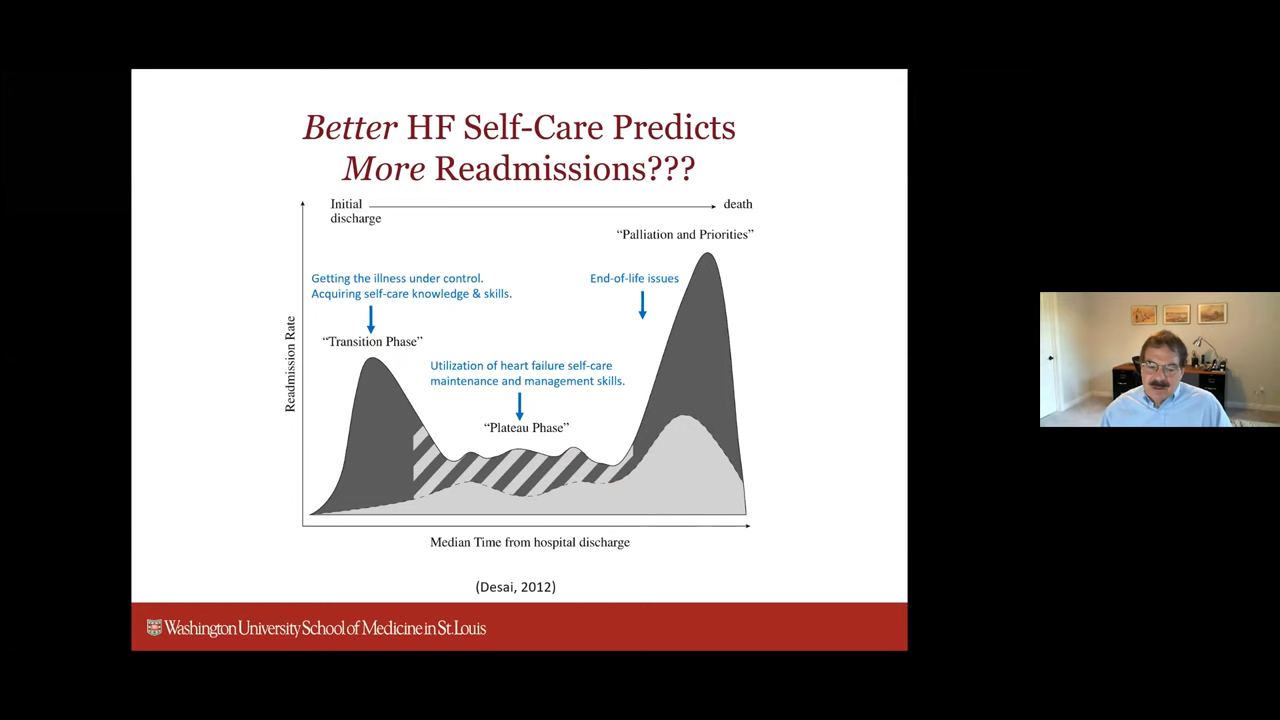 Better HF Self-Care Predicts
More Readmissions???
Initial
discharge
death
“Palliation and Priorities”
Getting the illness under control.
Acquiring self-care knowledge & skills.
End-of-life issues
“Transition Phase”
Utilization of heart failure self-care
maintenance and management skills.
“Plateau Phase”
Readmission Rate
Median Time from hospital discharge
(Desai, 2012)
Washington University School of Medicine in St. Louis